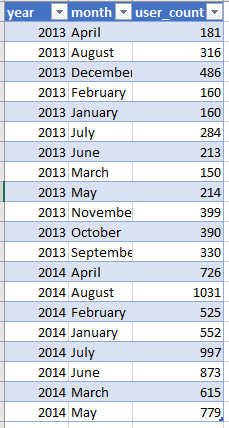 year month user_count
2013 April 181
2013 August 316
2013 December 486
2013 February 160
2013 January 160
2013 July 284
2013 June 213
2013 March 150
2013 May 214
2013 Novembe 399
2013 October 390
2013 Septembe 330
2014 April 726
2014 August 1031
2014 February 525
2014 January 552
2014 July 997
2014 June 873
2014 March 615
2014 May 779